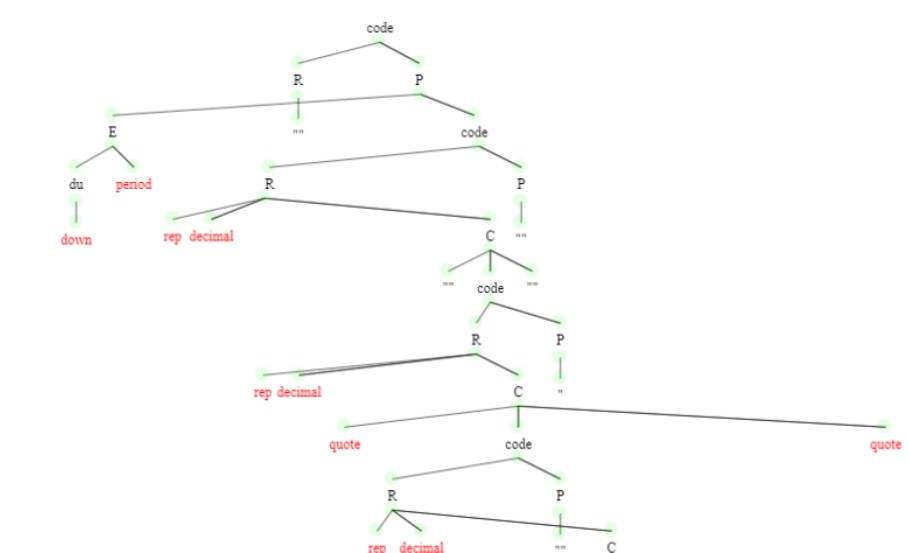 code
R P
"" 
E code
du period R P
down rep decimal C ""
"" code ""
R P
rep decimal C "
quote code quote
R P
rep decimal "" C